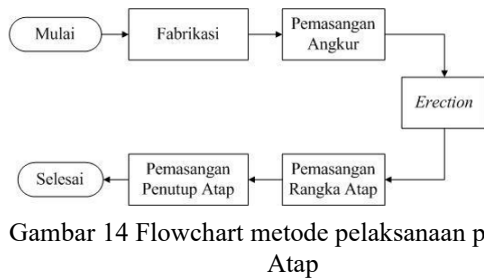 Mulai
Fabrikasi
Pemasangan
Angkur
Erection
Pemasangan
Rangka Atap
Pemasangan
Penutup Atap
Selesai
Gambar 14 Flowchart metode pelaksanaan p
Atap